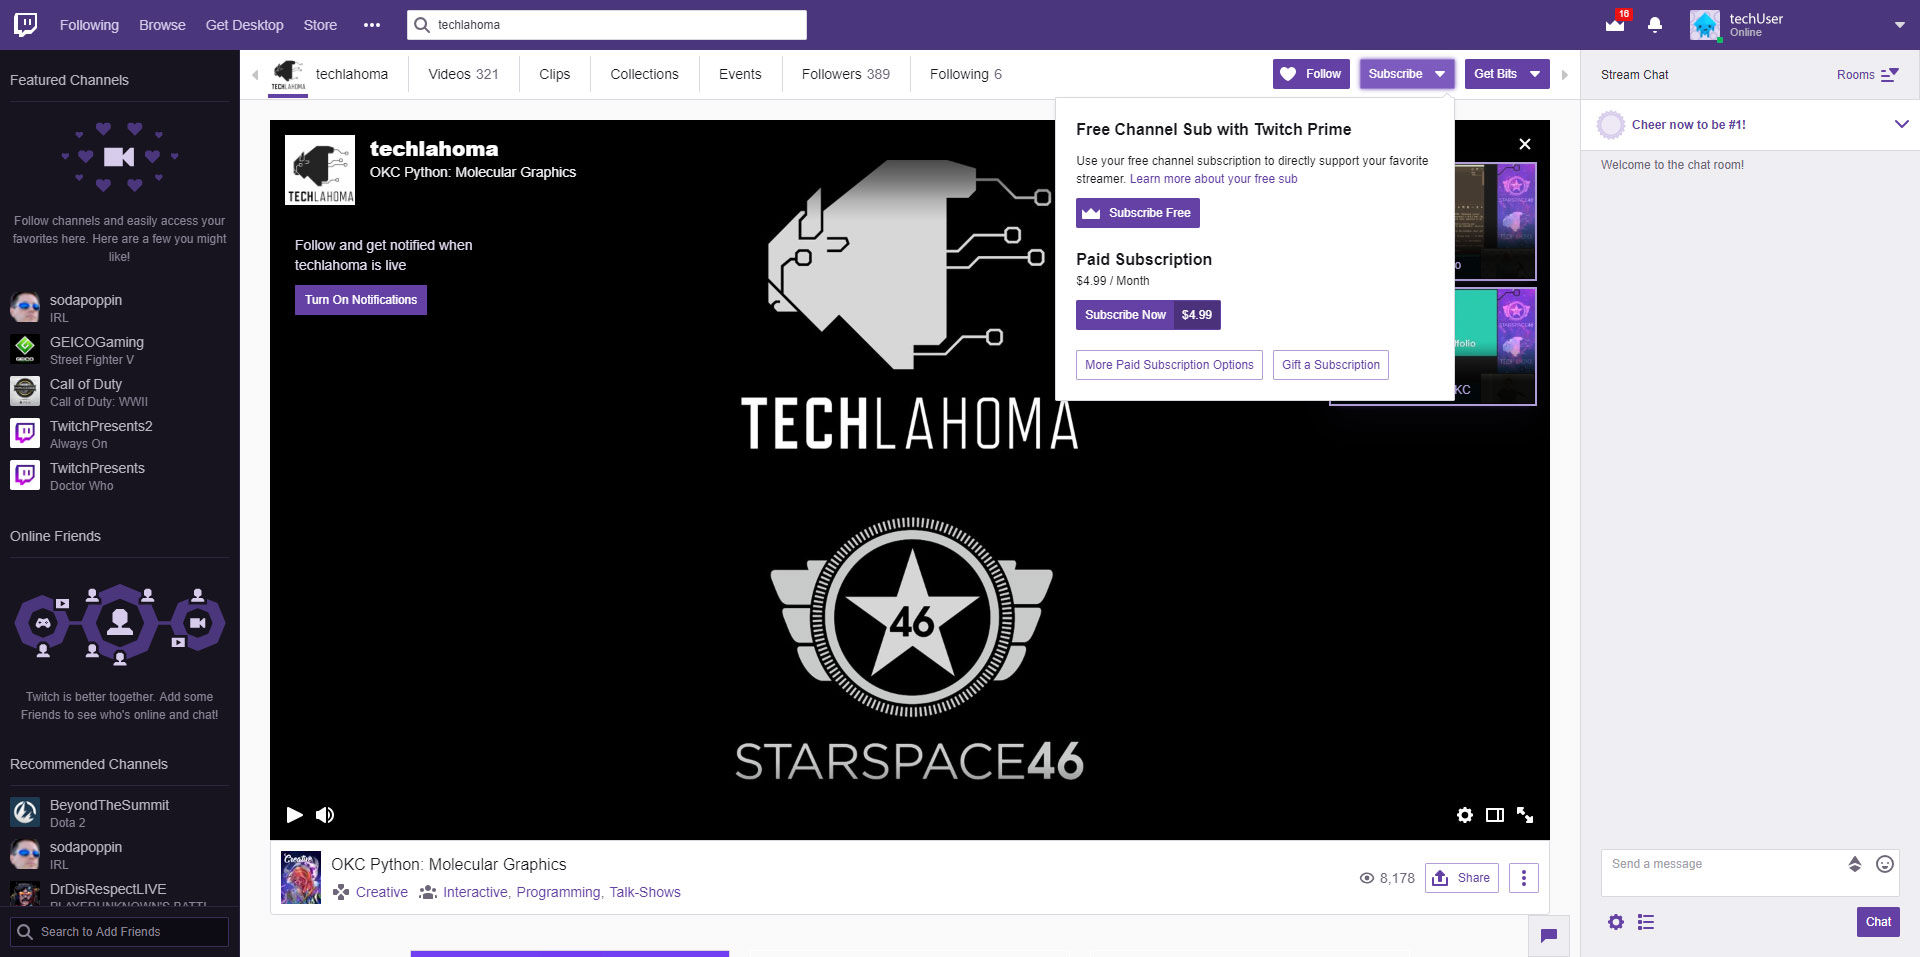 Following
Browse
Get Desktop
Store
techlahoma
16
techUser
Online
Featured Channels
Follow channels and easily access your
favorites here. Here are a few you might
like!
sodapoppin
IRL
GEICOGaming
Street Fighter V
Call of Duty
Call of Duty: WWII
TwitchPresents2
Always On
TwitchPresents
Doctor Who
Online Friends
Twitch is better together. Add some
Friends to see who's online and chat!
Recommended Channels
BeyondTheSummit
Dota 2
sodapoppin
IRL
DrDisRespectLIVE
Search to Add Friends
TECHLAHOMA
techlahoma
Videos 321
Clips
Collections
Events
Followers 389
Following 6
Follow
Subscribe
Get Bits
TECHLAHOMA
techlahoma
OKC Python: Molecular Graphics
Follow and get notified when
techlahoma is live
Turn On Notifications
TECHLAHOMA
46
STARSPACE46
Free Channel Sub with Twitch Prime
Use your free channel subscription to directly support your favorite
streamer. Learn more about your free sub
Subscribe Free
Paid Subscription
$4.99 / Month
Subscribe Now $4.99
More Paid Subscription Options
Gift a Subscription
STARSPACE46
o
STARSPACE46
tfolio
KC
Creative
OKC Python: Molecular Graphics
Creative
Interactive, Programming, Talk-Shows
8,178
Share
Stream Chat
Rooms
Cheer now to be #1!
Welcome to the chat room!
Send a message
Chat